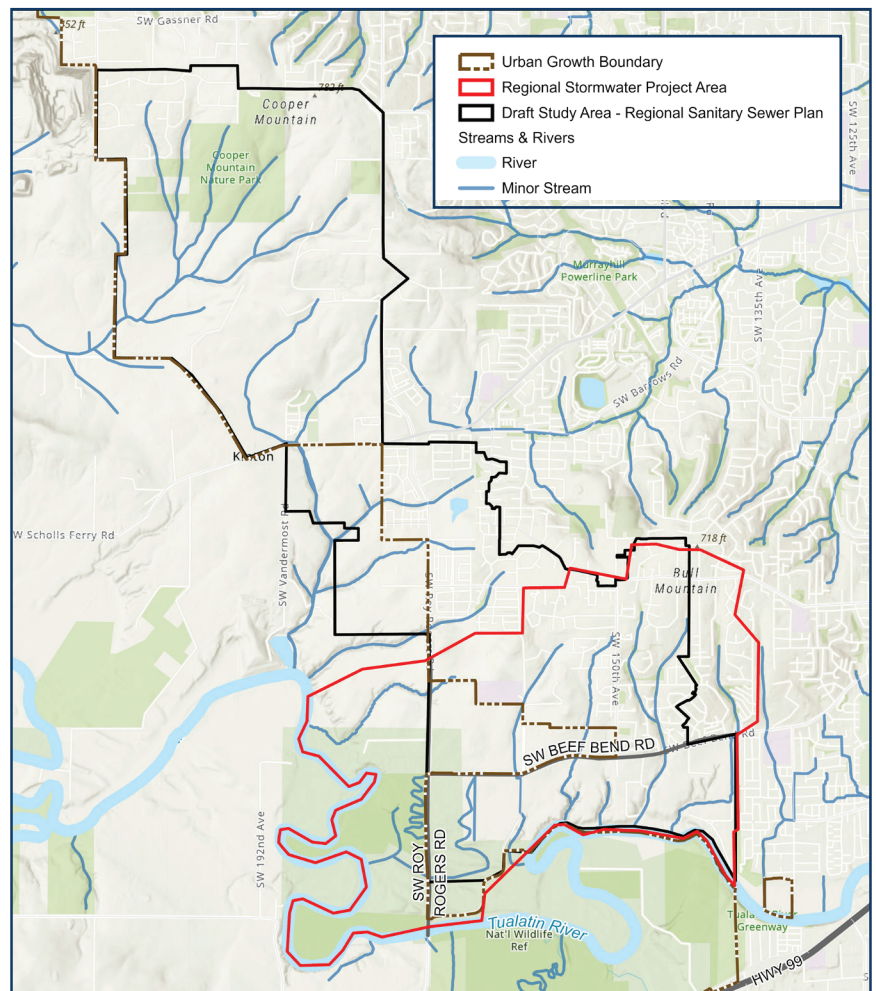 552 ft
SW Gassner Rd
Urban Growth Boundary
Regional Stormwater Project Area
Draft Study Area - Regional Sanitary Sewer Plan
Streams & Rivers
River
Minor Stream
782 ft
Cooper
Mountain
SW 125th Ave
Cooper
Mountain
Nature Park
Murrayhill
Powerline Park
SW 135th Ave
SW Barrows Rd
Kinton
W Scholls Ferry Rd
SW Vandermost Rd
718 ft
Bull
Mountain
SW 150th Ave
SW BEEF BEND RD
SW 192nd Ave
SW ROY
ROGERS RD
Tualatin River
Nat'l Wildlife
Ref
Tualatin River
Greenway
HWY 99